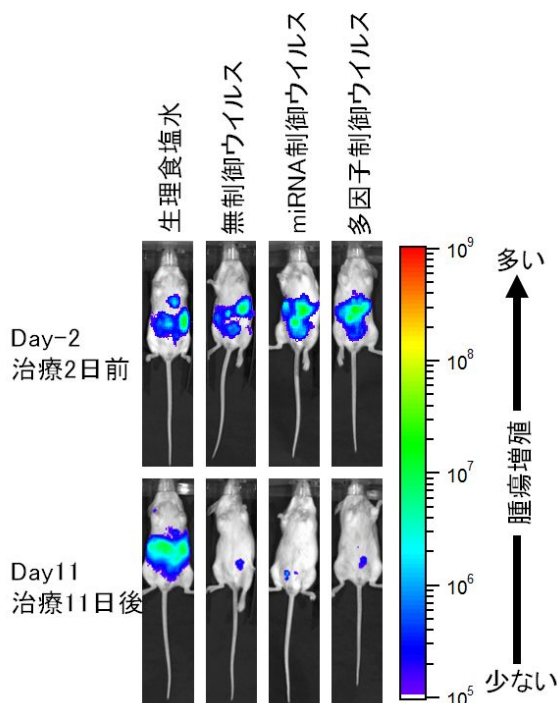 生理食塩水
無制御ウイルス
miRNA制御ウイルス
多因子制御ウイルス
Day-2
治療2日前
Day11
治療11日後
10⁹
10⁸
10⁷
10⁶
10⁵
多い
腫瘍増殖
少ない